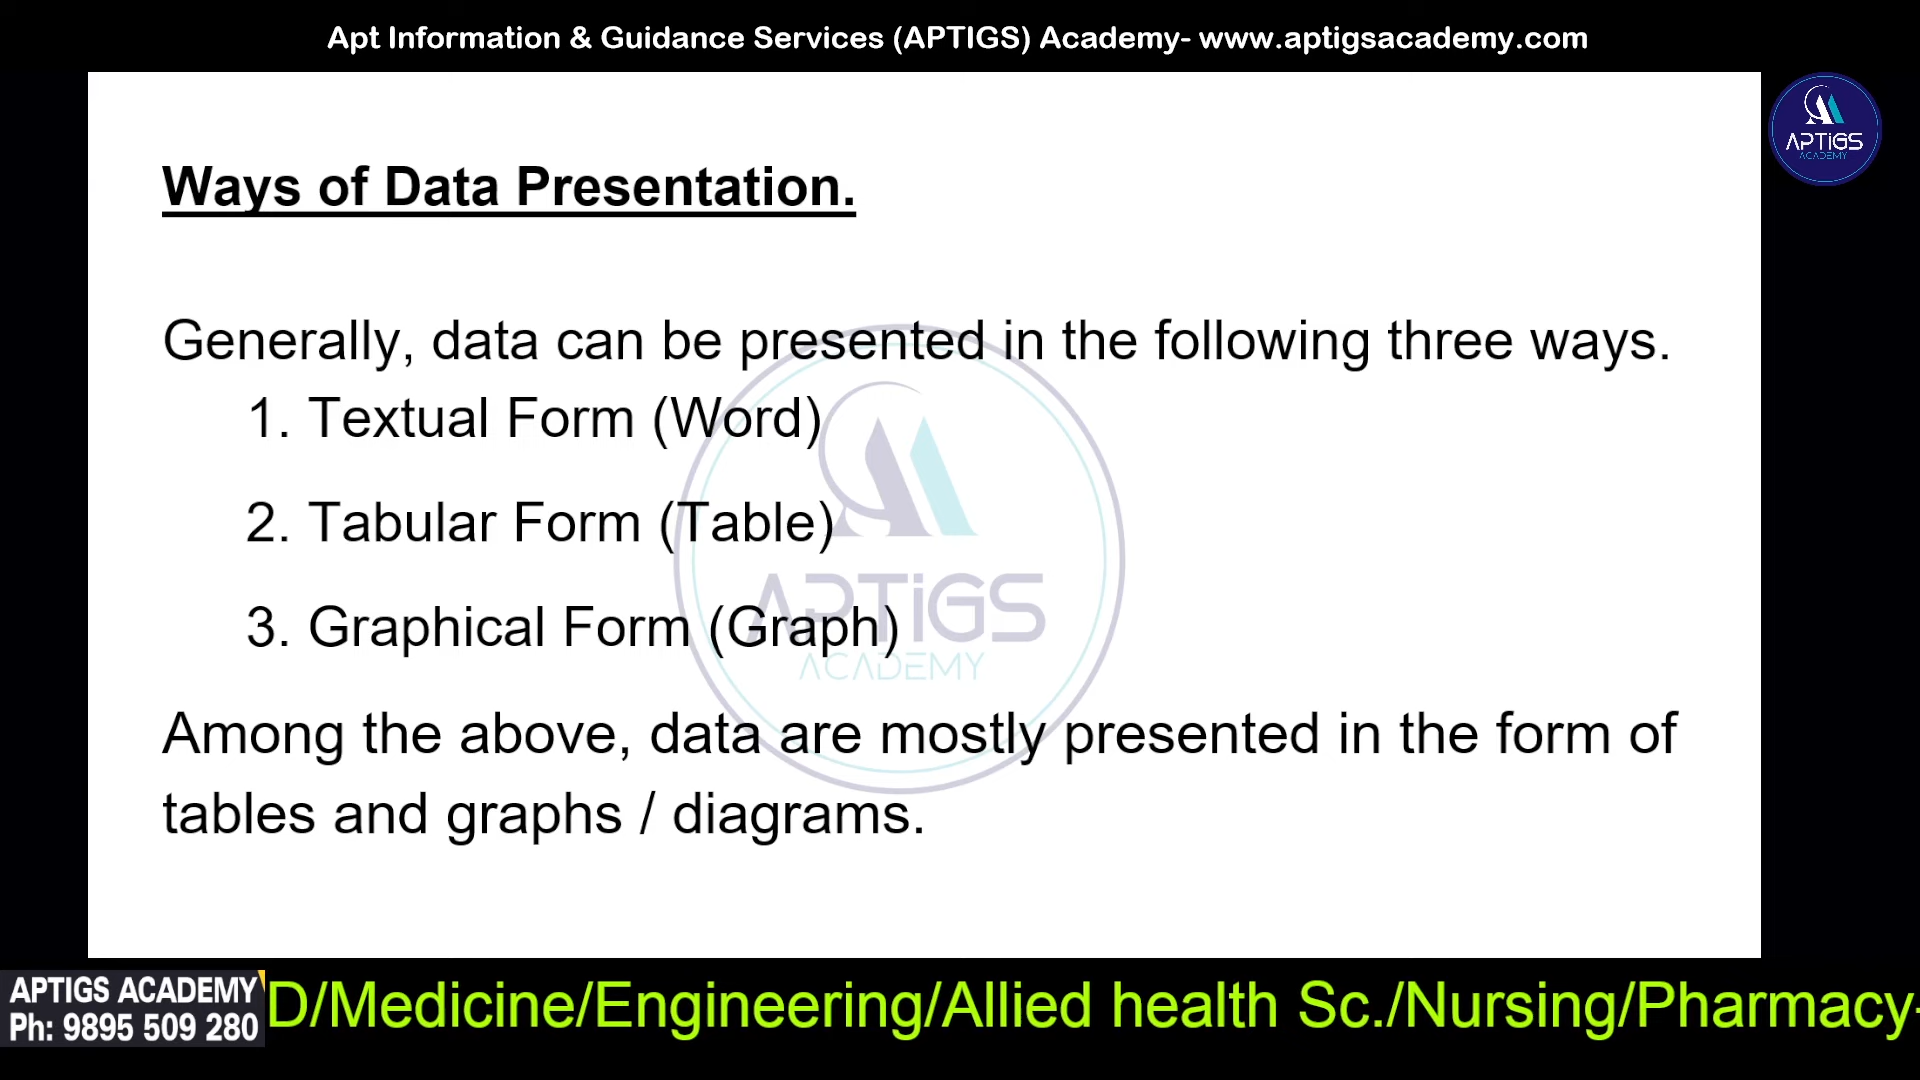 Apt Information & Guidance Services (APTIGS) Academy- www.aptigsacademy.com
APTiGS
ACADEMY
Ways of Data Presentation.
Generally, data can be presented in the following three ways.
1. Textual Form (Word)
2. Tabular Form (Table)
3. Graphical Form (Graph)
APTiGS
ACADEMY
Among the above, data are mostly presented in the form of
tables and graphs / diagrams.
APTIGS ACADEMY
Ph: 9895 509 280
D/Medicine/Engineering/Allied health Sc./Nursing/Pharmacy-